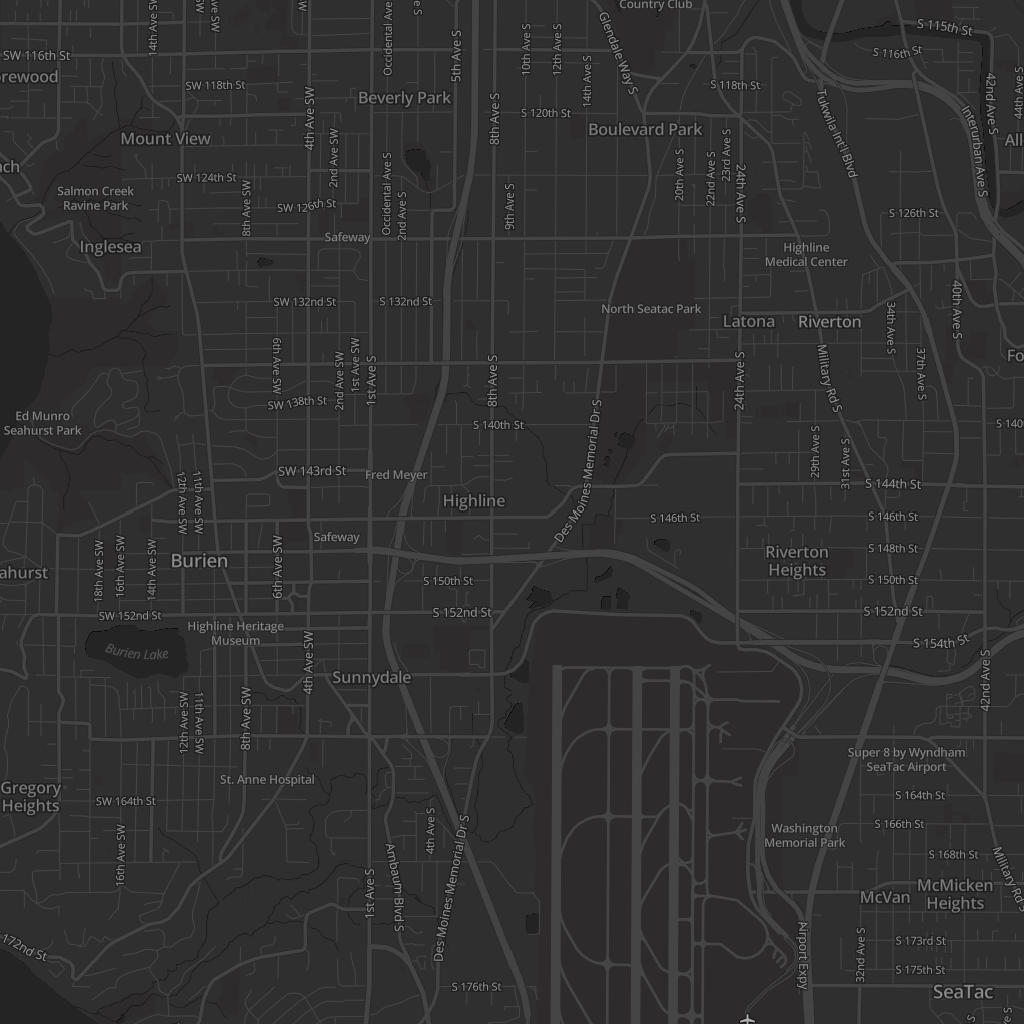 Country Club
14th Ave SW
Occidental Ave S
5th Ave S
10th Ave S
12th Ave S
Glendale Way S
S 115th St
SW 116th St
S 116th St
orewood
SW 118th St
S 118th St
14th Ave S
42nd Ave S
44th Ave S
Beverly Park
4th Ave SW
8th Ave S
S 120th St
Tukwila Intl Blvd
Interurban Ave S
Mount View
Boulevard Park
2nd Ave SW
23rd Ave S
22nd Ave S
20th Ave S
24th Ave S
SW 124th St
Salmon Creek
Ravine Park
8th Ave SW
SW 126th St
Occidental Ave S
2nd Ave S
9th Ave S
S 126th St
Inglesea
Safeway
Highline
Medical Center
SW 132nd St
S 132nd St
North Seatac Park
Latona
Riverton
34th Ave S
40th Ave S
6th Ave SW
2nd Ave SW
1st Ave SW
1st Ave S
8th Ave S
24th Ave S
Military Rd S
37th Ave S
SW 138th St
Ed Munro
Seahurst Park
S 140th St
Des Moines Memorial Dr S
29th Ave S
31st Ave S
SW 143rd St
Fred Meyer
S 144th St
12th Ave SW
11th Ave SW
Highline
S 146th St
S 146th St
Safeway
Burien
18th Ave SW
16th Ave SW
14th Ave SW
6th Ave SW
Riverton
Heights
S 148th St
ahurst
S 150th St
S 150th St
SW 152nd St
S 152nd St
S 152nd St
Highline Heritage
Museum
Burien Lake
S 154th St
4th Ave SW
Sunnydale
42nd Ave S
12th Ave SW
11th Ave SW
8th Ave SW
Super 8 by Wyndham
SeaTac Airport
St. Anne Hospital
Gregory
Heights
SW 164th St
S 164th St
16th Ave SW
4th Ave S
Washington
Memorial Park
S 166th St
S 168th St
Military Rd S
1st Ave S
Ambaum Blvd S
Des Moines Memorial Dr S
McVan
McMicken
Heights
172nd St
Airport Expy
32nd Ave S
S 173rd St
S 175th St
S 176th St
SeaTac